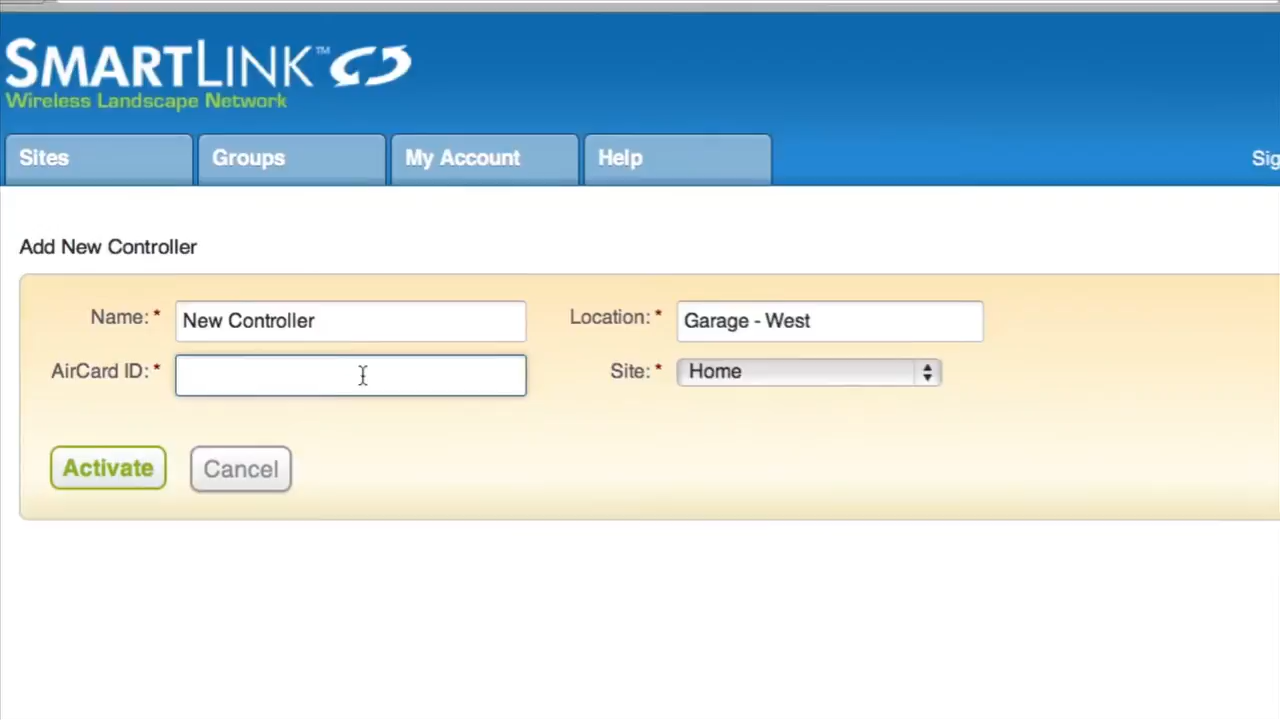 SMARTLINK™
Wireless Landscape Network
Sites Groups My Account Help Sig
Add New Controller
Name: * New Controller Location: * Garage - West
AirCard ID: * Site: * Home
Activate Cancel